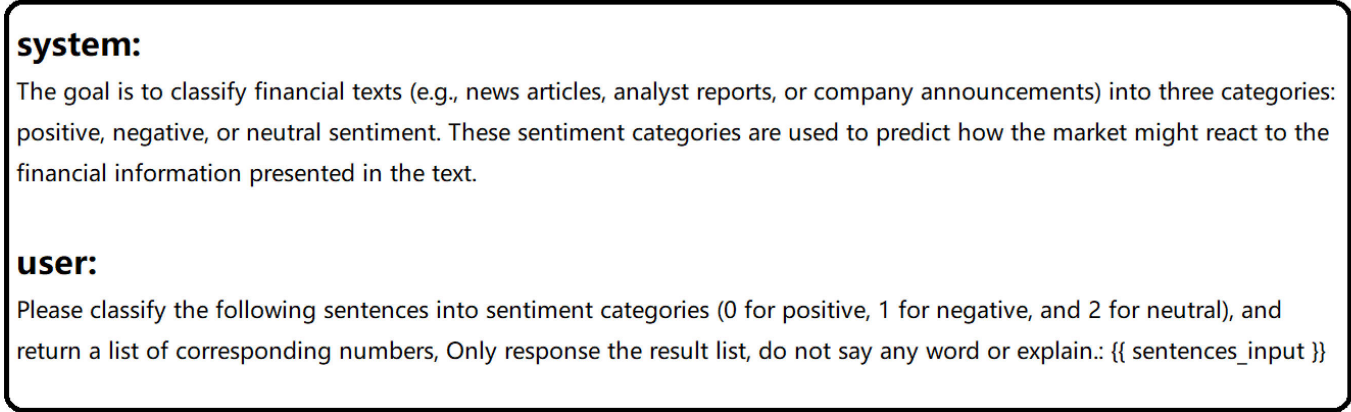 system:
The goal is to classify financial texts (e.g., news articles, analyst reports, or company announcements) into three categories:
positive, negative, or neutral sentiment. These sentiment categories are used to predict how the market might react to the
financial information presented in the text.
user:
Please classify the following sentences into sentiment categories (0 for positive, 1 for negative, and 2 for neutral), and
return a list of corresponding numbers, Only response the result list, do not say any word or explain.: {{ sentences_input }}